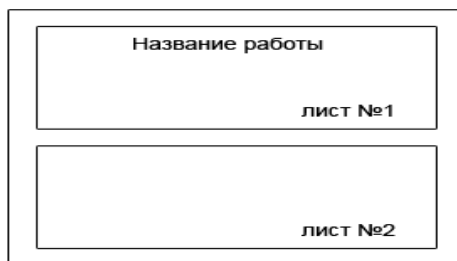 Название работы
лист №1
лист №2